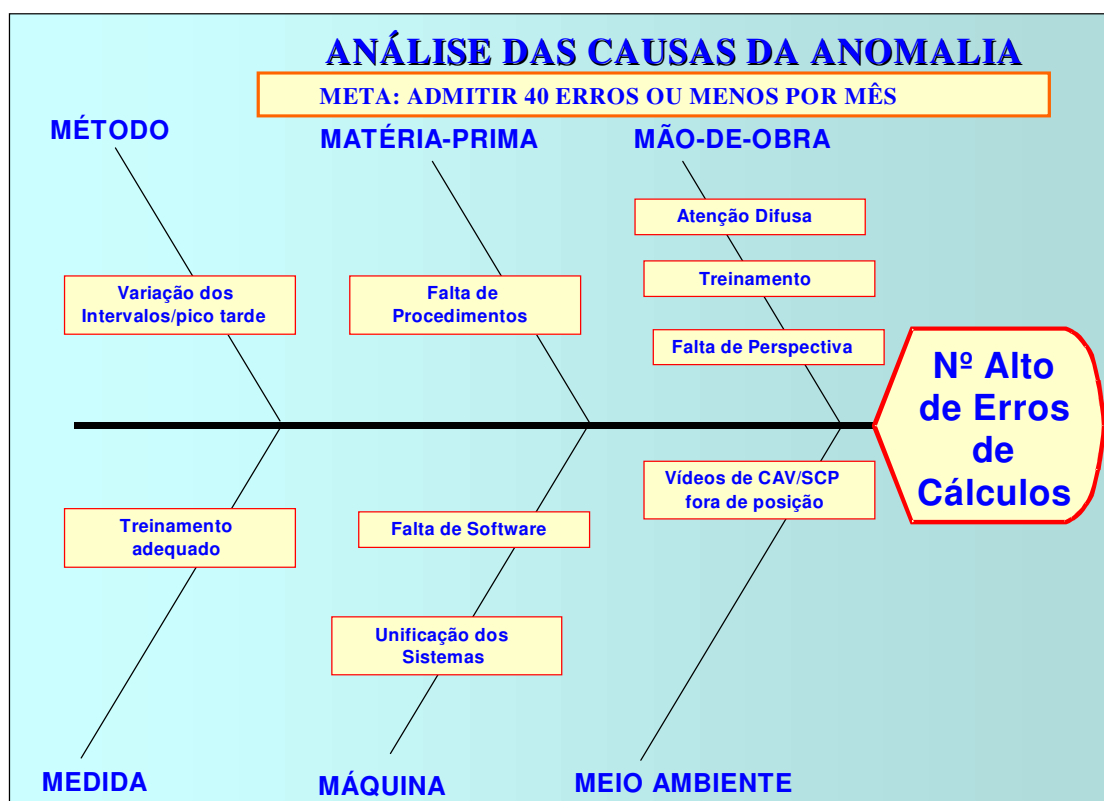 ANÁLISE DAS CAUSAS DA ANOMALIA
META: ADMITIR 40 ERROS OU MENOS POR MÊS
MÉTODO
MATÉRIA-PRIMA
MÃO-DE-OBRA
Atenção Difusa
Treinamento
Falta de Perspectiva
Variação dos
Intervalos/pico tarde
Falta de
Procedimentos
Nº Alto
de Erros
de
Cálculos
Vídeos de CAV/SCP
fora de posição
Treinamento
adequado
Falta de Software
Unificação dos
Sistemas
MEDIDA
MÁQUINA
MEIO AMBIENTE